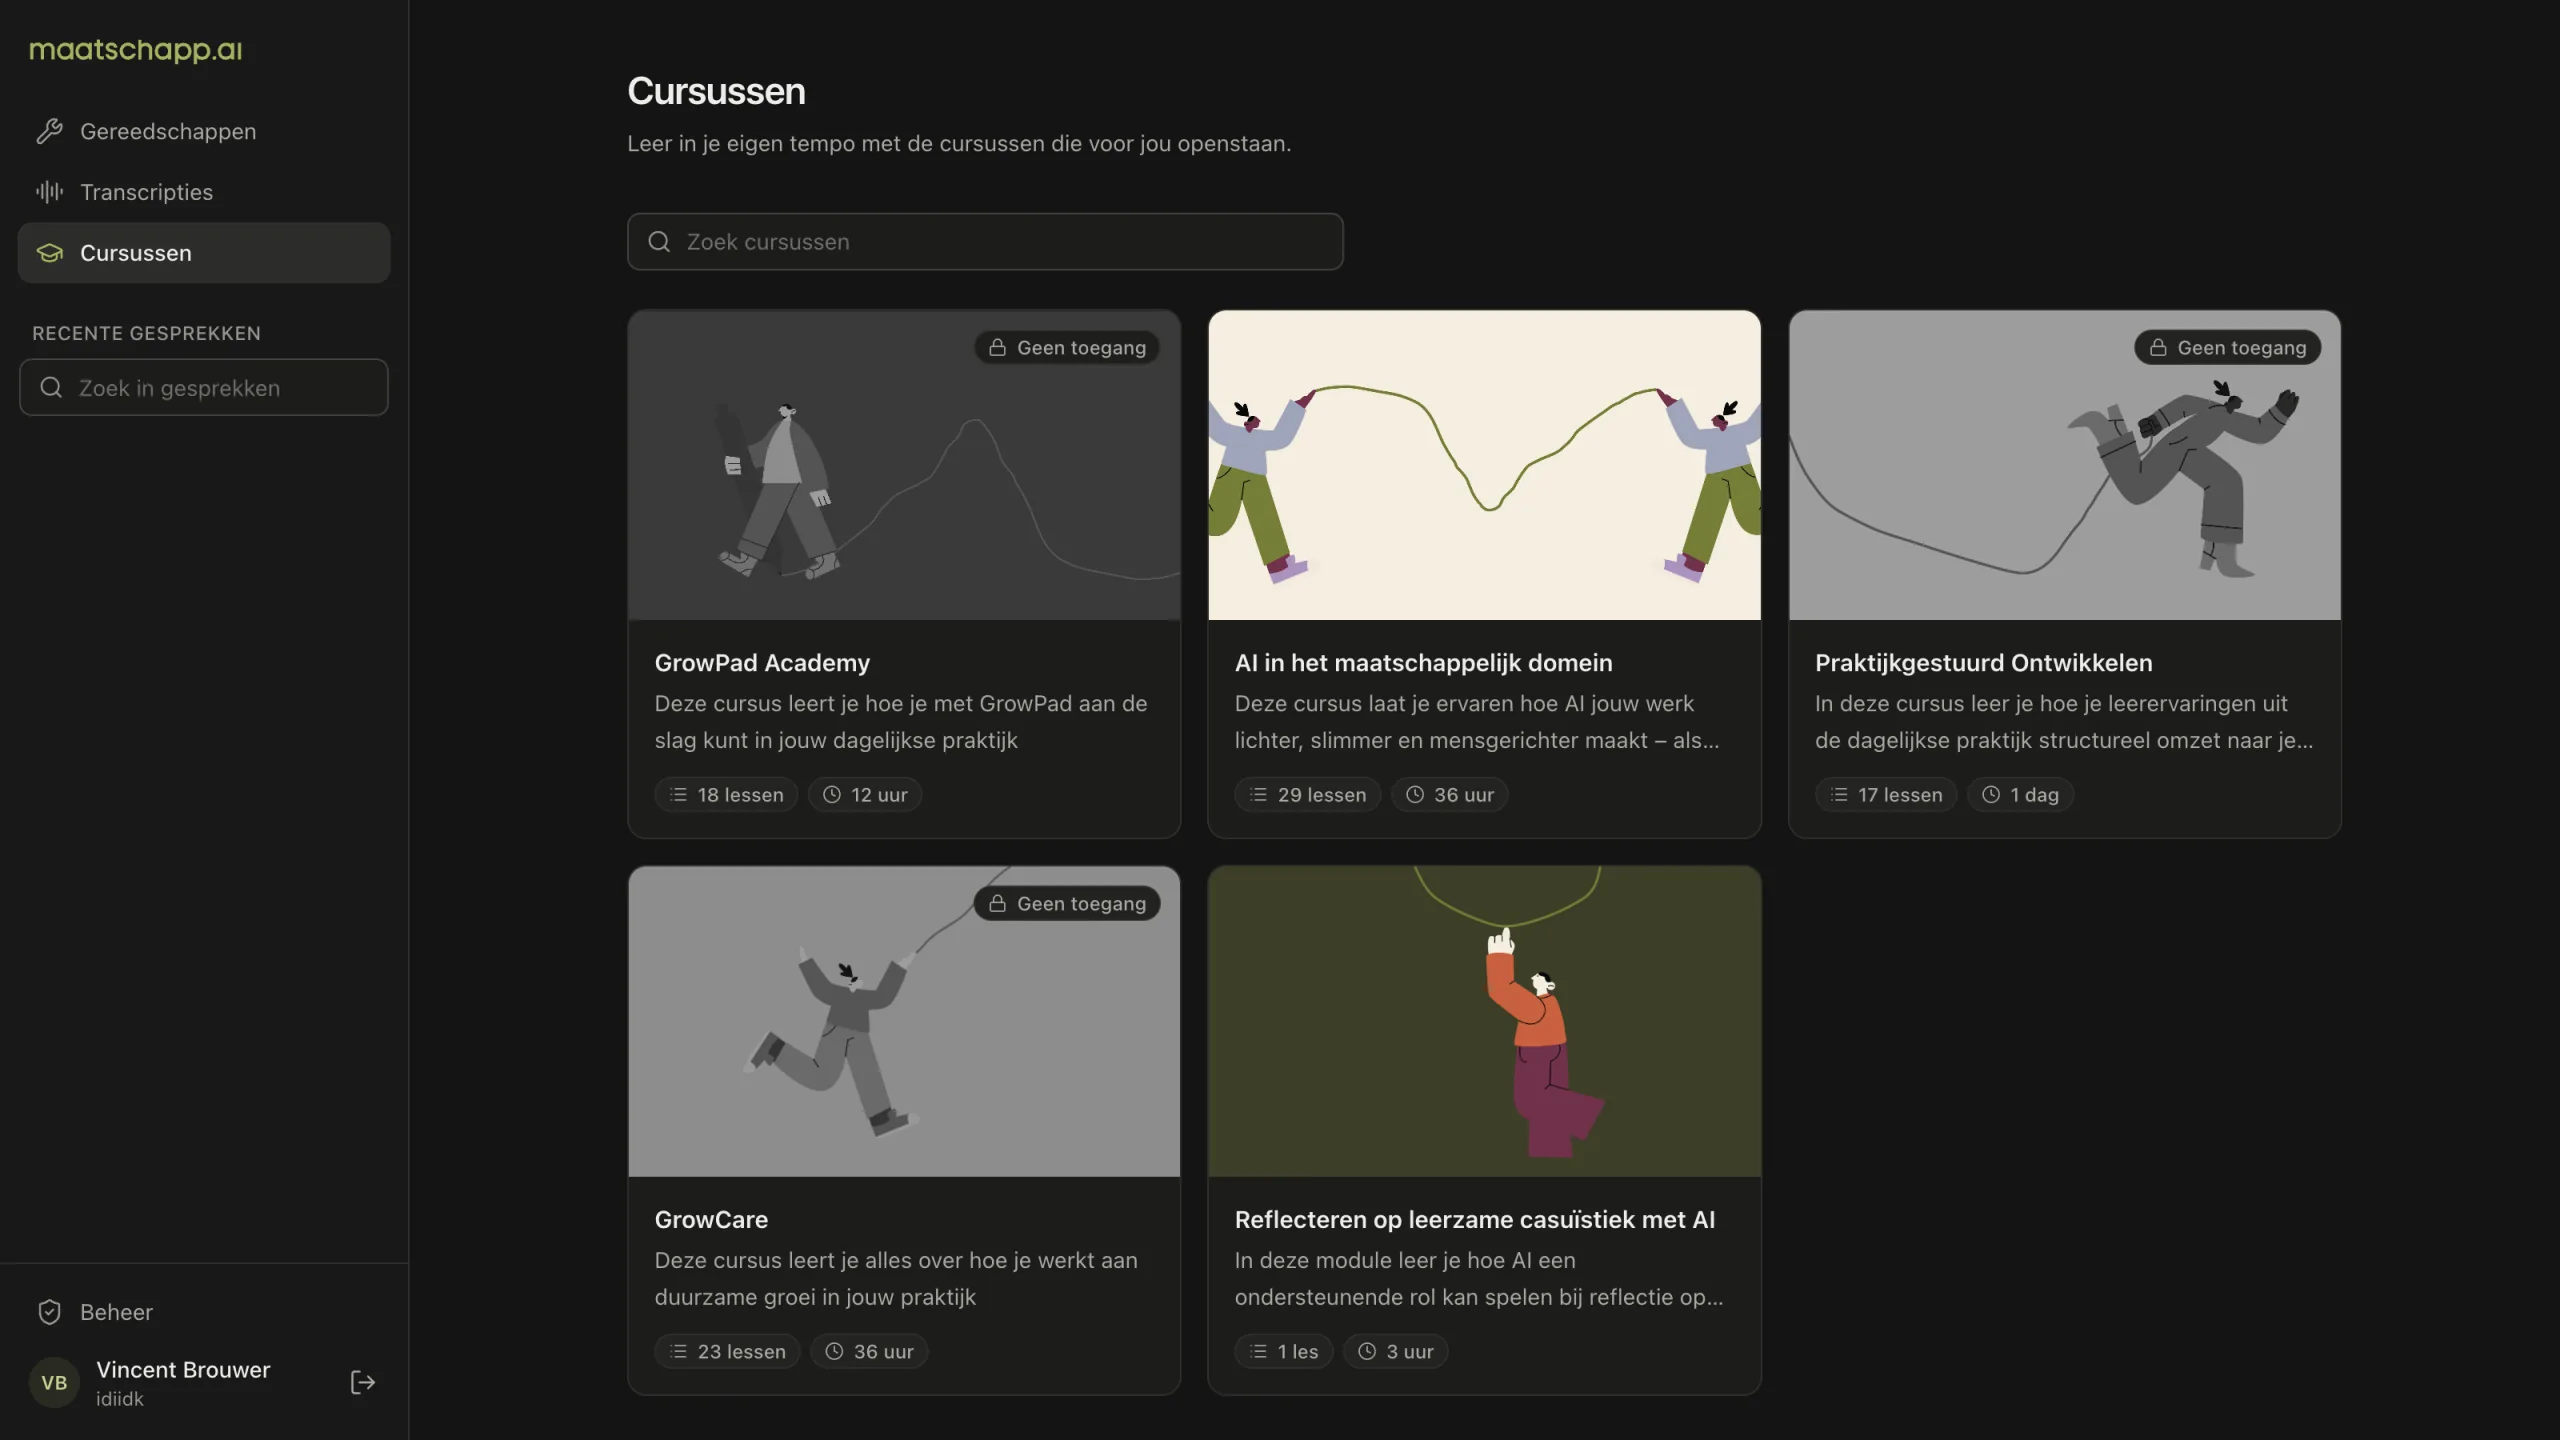 maatschapp.ai
Gereedschappen
Transcripties
Cursussen
RECENTE GESPREKKEN
Zoek in gesprekken
Beheer
VB
Vincent Brouwer
idiidk
Cursussen
Leer in je eigen tempo met de cursussen die voor jou openstaan.
Zoek cursussen
Geen toegang
GrowPad Academy
Deze cursus leert je hoe je met GrowPad aan de
slag kunt in jouw dagelijkse praktijk
18 lessen
12 uur
AI in het maatschappelijk domein
Deze cursus laat je ervaren hoe AI jouw werk
lichter, slimmer en mensgerichter maakt – als...
29 lessen
36 uur
Geen toegang
Praktijkgestuurd Ontwikkelen
In deze cursus leer je hoe je leerervaringen uit
de dagelijkse praktijk structureel omzet naar je...
17 lessen
1 dag
Geen toegang
GrowCare
Deze cursus leert je alles over hoe je werkt aan
duurzame groei in jouw praktijk
23 lessen
36 uur
Reflecteren op leerzame casuïstiek met AI
In deze module leer je hoe AI een
ondersteunende rol kan spelen bij reflectie op...
1 les
3 uur